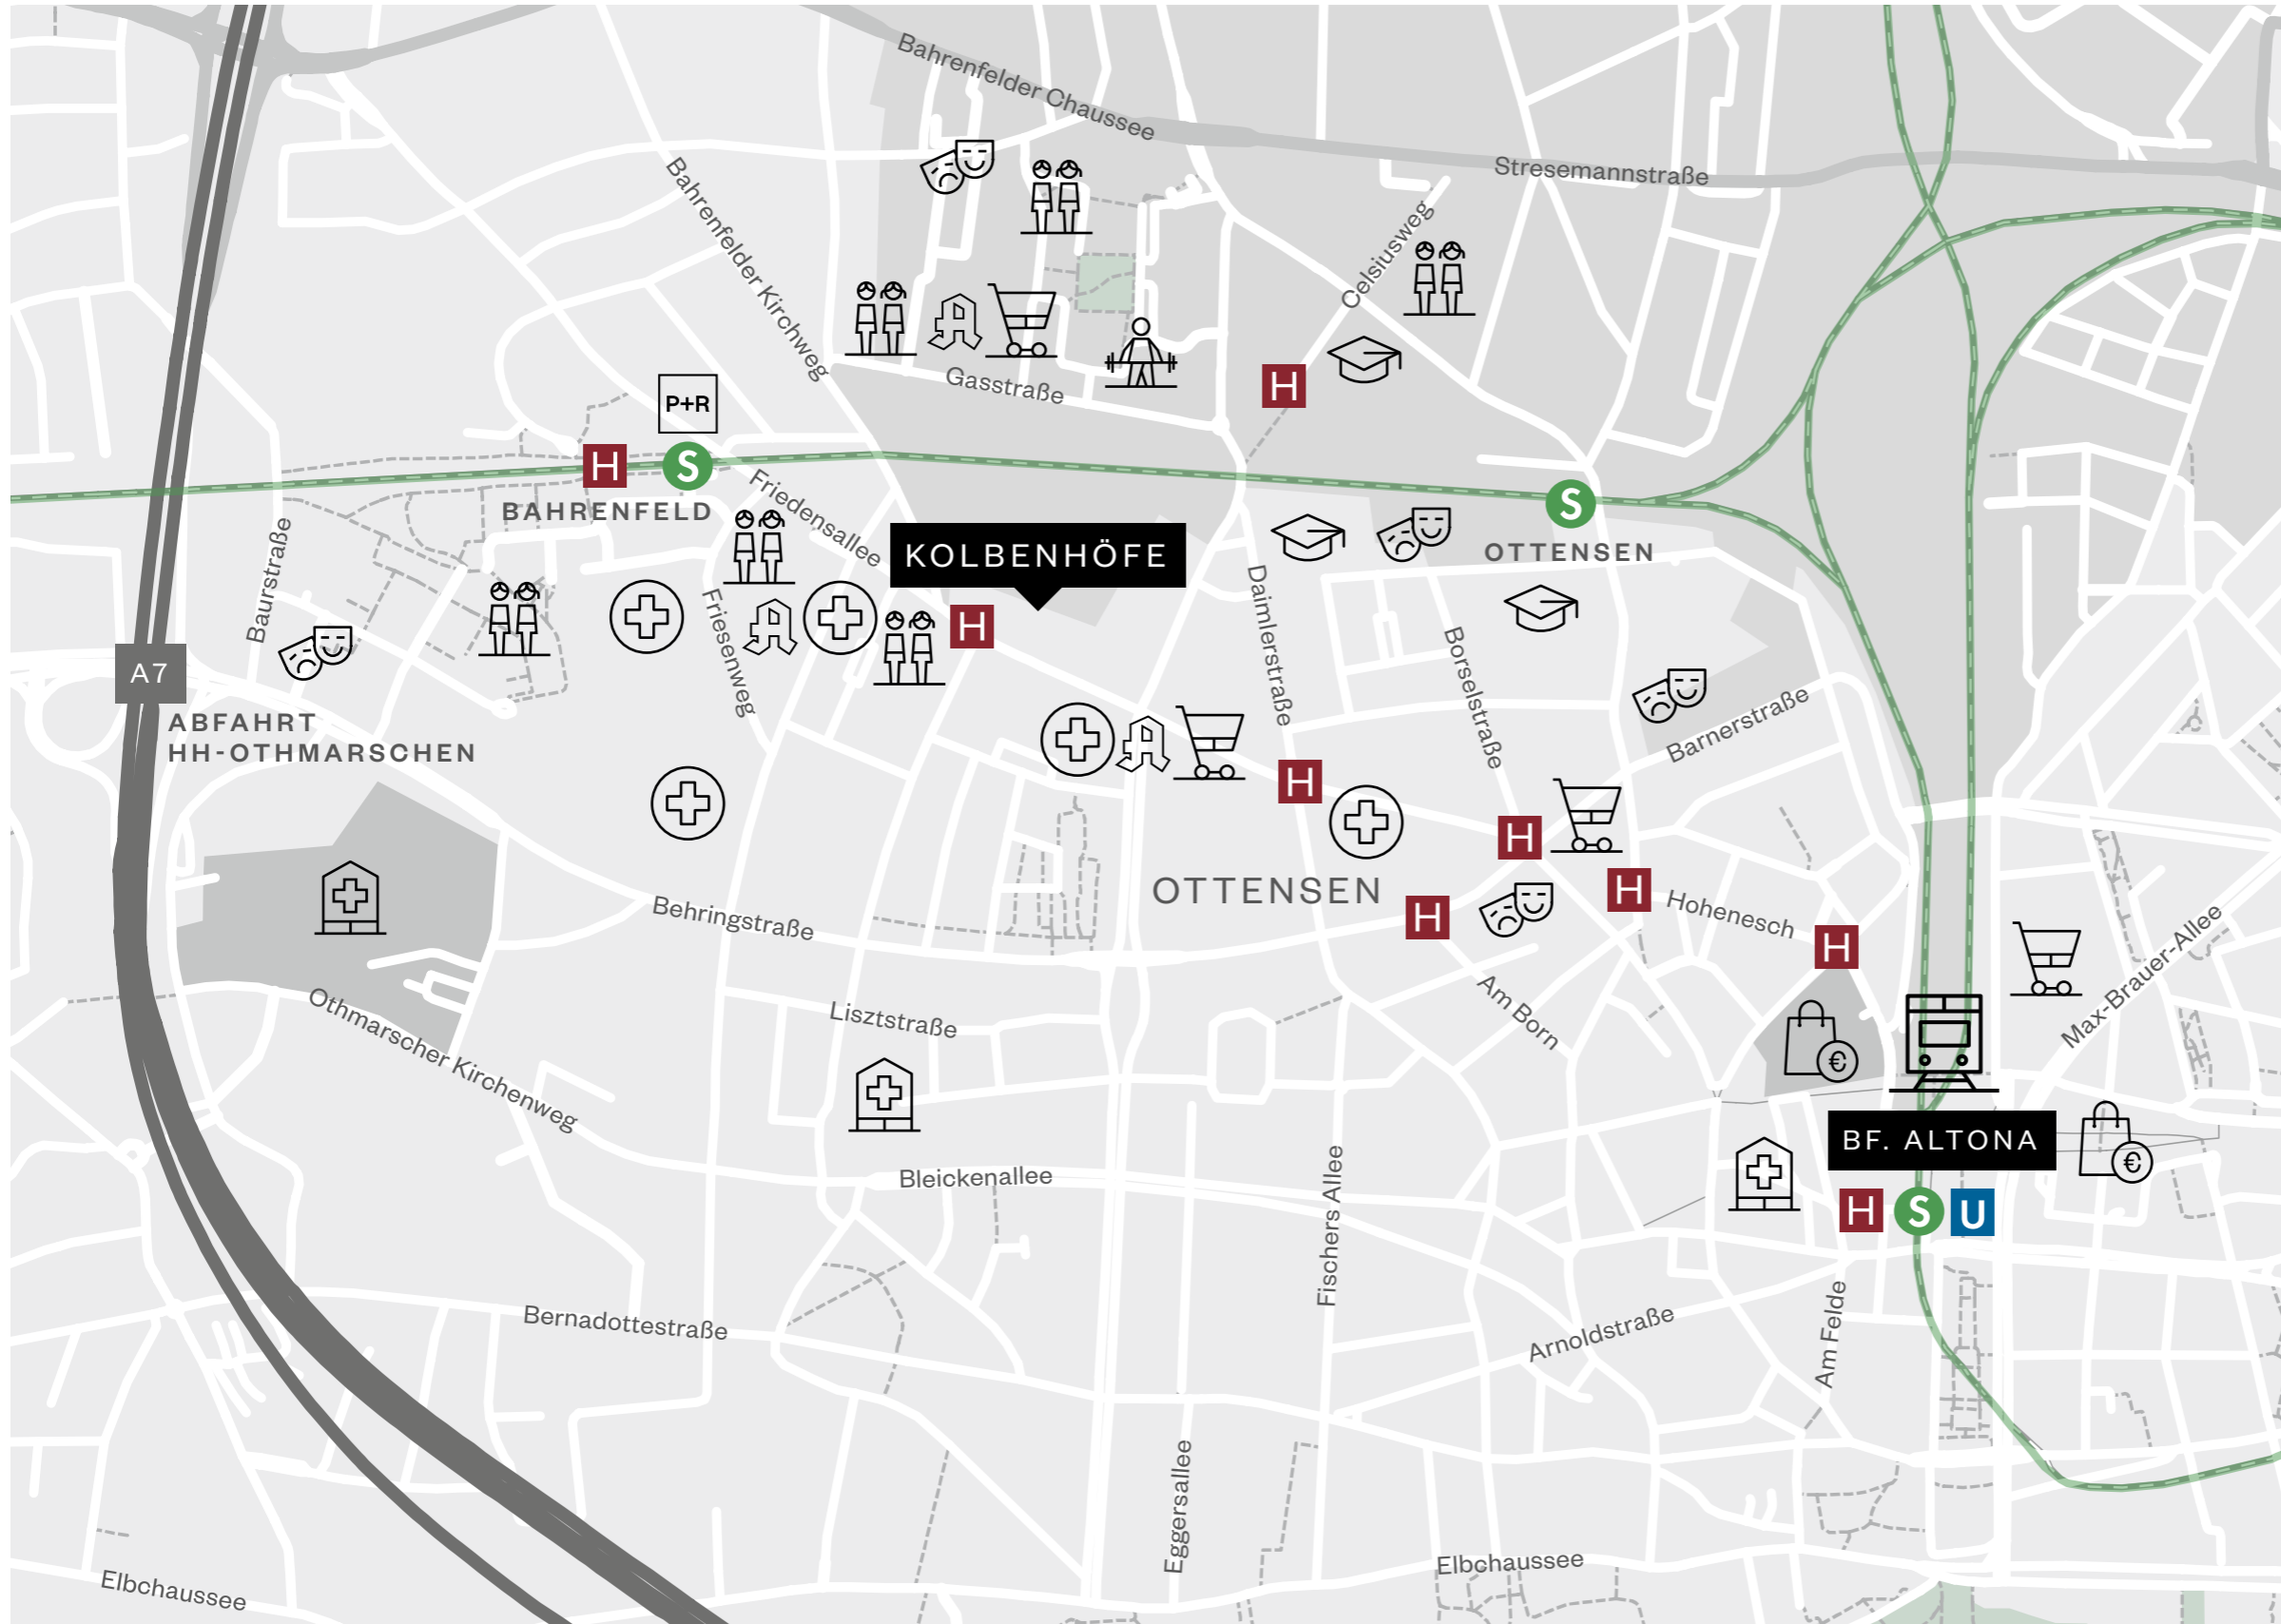 Bahrenfelder Chaussee
Stresemannstraße
Bahrenfelder Kirchweg
Celsiusweg
A
Gasstraße
H
P+R
H
S
BAHRENFELD
Friedensallee
S
OTTENSEN
KOLBENHÖFE
Baurstraße
Friesenweg
A
H
Daimlerstraße
Borselstraße
A7
ABFAHRT
HH-OTHMARSCHEN
Barnerstraße
A
H
H
H
H
OTTENSEN
Hohenesch
H
Behringstraße
Max-Brauer-Allee
Othmarscher Kirchenweg
Lisztstraße
Am Born
€
BF. ALTONA
€
Bleickenallee
H
S
U
Fischers Allee
Bernadottestraße
Arnoldstraße
Am Felde
Eggersallee
Elbchaussee
Elbchaussee